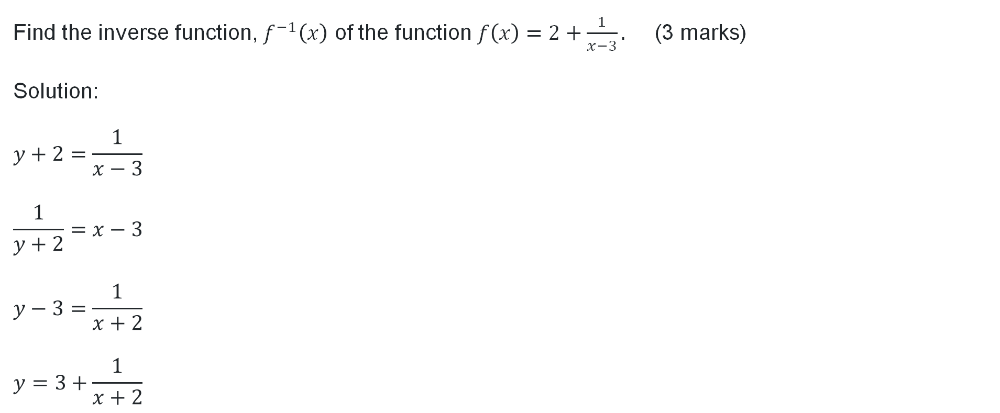 Find the inverse function, f⁻¹(x) of the function f(x) = 2 + 1/(x−3). (3 marks)
Solution:
y + 2 = 1/(x − 3)
1/(y + 2) = x − 3
y − 3 = 1/(x + 2)
y = 3 + 1/(x + 2)